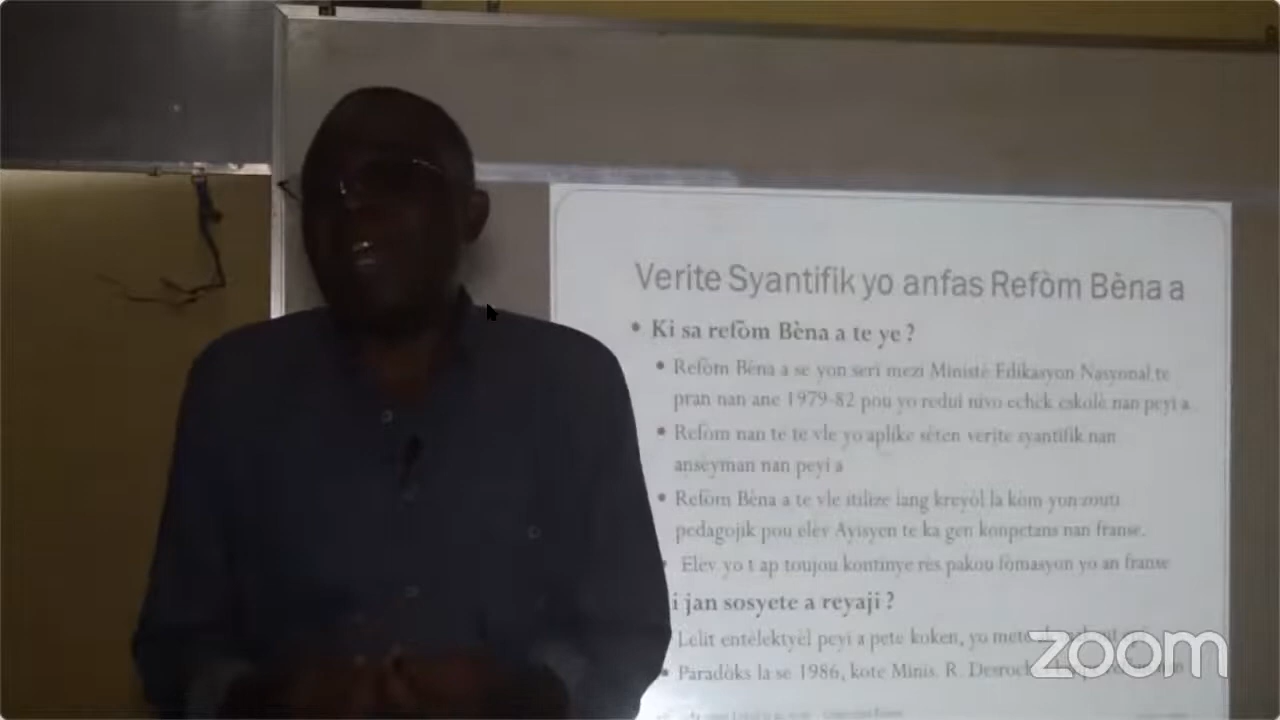 Verite Syantifik yo anfas Refòm Bèna a
• Ki sa refòm Bèna a te ye ?
• Refòm Bèna a se yon seri mezi Ministè Edikasyon Nasyonal te
pran nan ane 1979-82 pou yo redui nivo echèk eskolè nan peyi a
• Refòm nan te te vle yo aplike sèten verite syantifik nan
anseyman nan peyi a
• Refòm Bèna a te vle itilize lang kreyòl la kòm yon zouti
pedagojik pou elèv Ayisyen te ka gen konpetans nan franse.
Elèv yo t ap toujou kontinye rès pakou fòmasyon yo an franse
i jan sosyete a reyaji ?
Lelit entèlektyèl peyi a pete koken, yo mete
• Paradòks la se 1986, kote Minis. R.
zoom